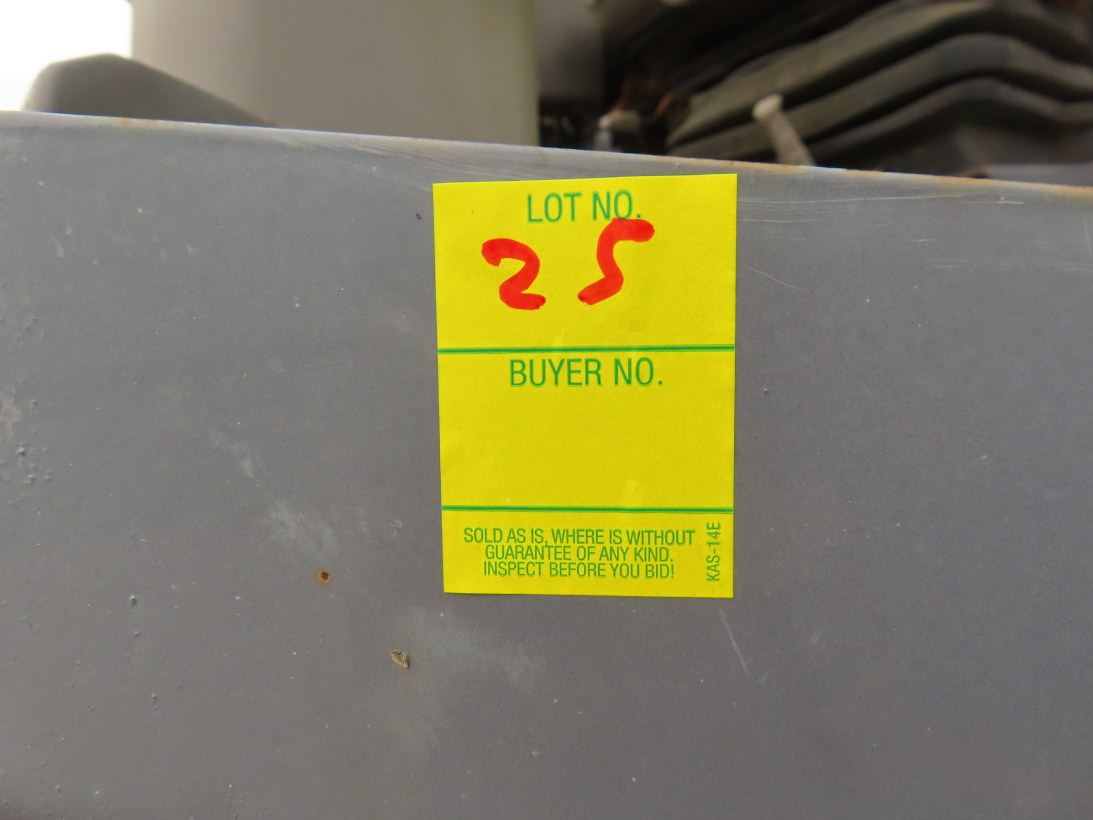 LOT NO.
25
BUYER NO.
SOLD AS IS, WHERE IS WITHOUT
GUARANTEE OF ANY KIND.
INSPECT BEFORE YOU BID!
KAS-14E